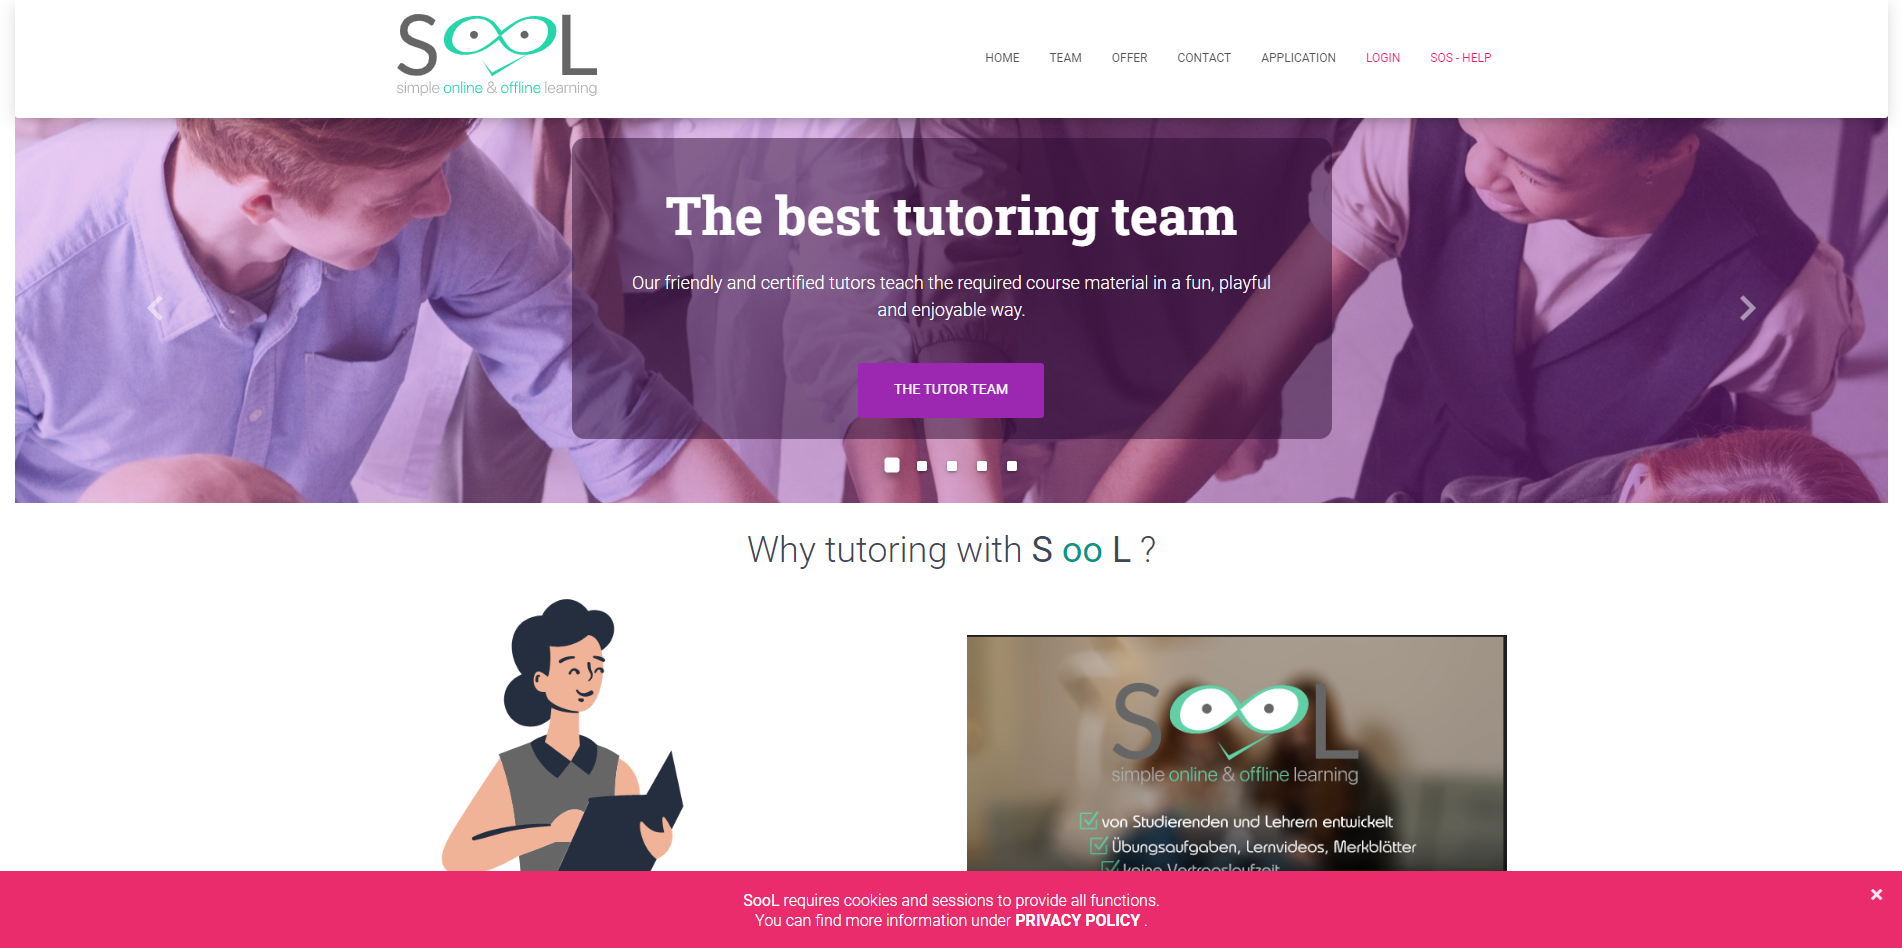 SooL
simple online & offline learning
HOME TEAM OFFER CONTACT APPLICATION LOGIN SOS - HELP
The best tutoring team
Our friendly and certified tutors teach the required course material in a fun, playful
and enjoyable way.
THE TUTOR TEAM
Why tutoring with S oo L ?
SooL
simple online & offline learning
von Studierenden und Lehrern entwickelt
Übungsaufgaben, Lernvideos, Merkblätter
keine Vertragslaufzeit
SooL requires cookies and sessions to provide all functions.
You can find more information under PRIVACY POLICY .